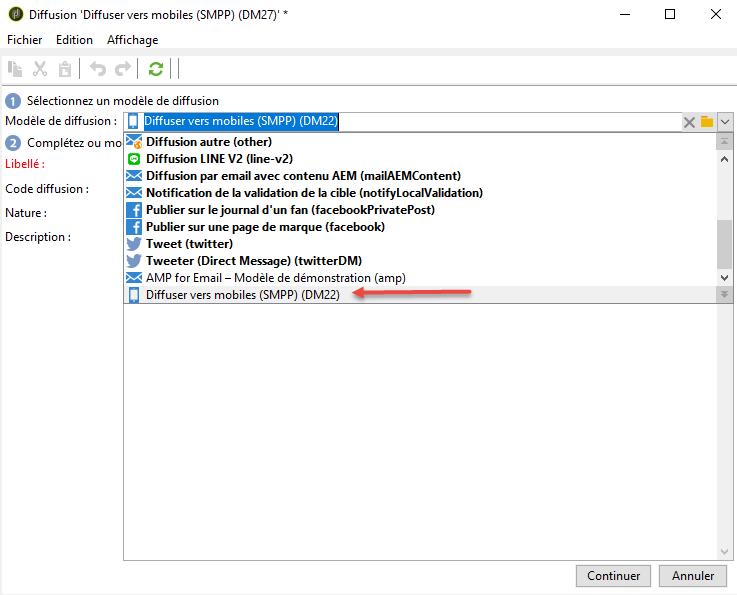 Diffusion 'Diffuser vers mobiles (SMPP) (DM27)' *
Fichier Edition Affichage
1 Sélectionnez un modèle de diffusion
Modèle de diffusion : Diffuser vers mobiles (SMPP) (DM22)
2 Complétez ou mo
Diffusion autre (other)
Libellé :
Diffusion LINE V2 (line-v2)
Diffusion par email avec contenu AEM (mailAEMContent)
Code diffusion :
Notification de la validation de la cible (notifyLocalValidation)
Nature :
Publier sur le journal d'un fan (facebookPrivatePost)
Publier sur une page de marque (facebook)
Description :
Tweet (twitter)
Tweeter (Direct Message) (twitterDM)
AMP for Email – Modèle de démonstration (amp)
Diffuser vers mobiles (SMPP) (DM22)
Continuer Annuler